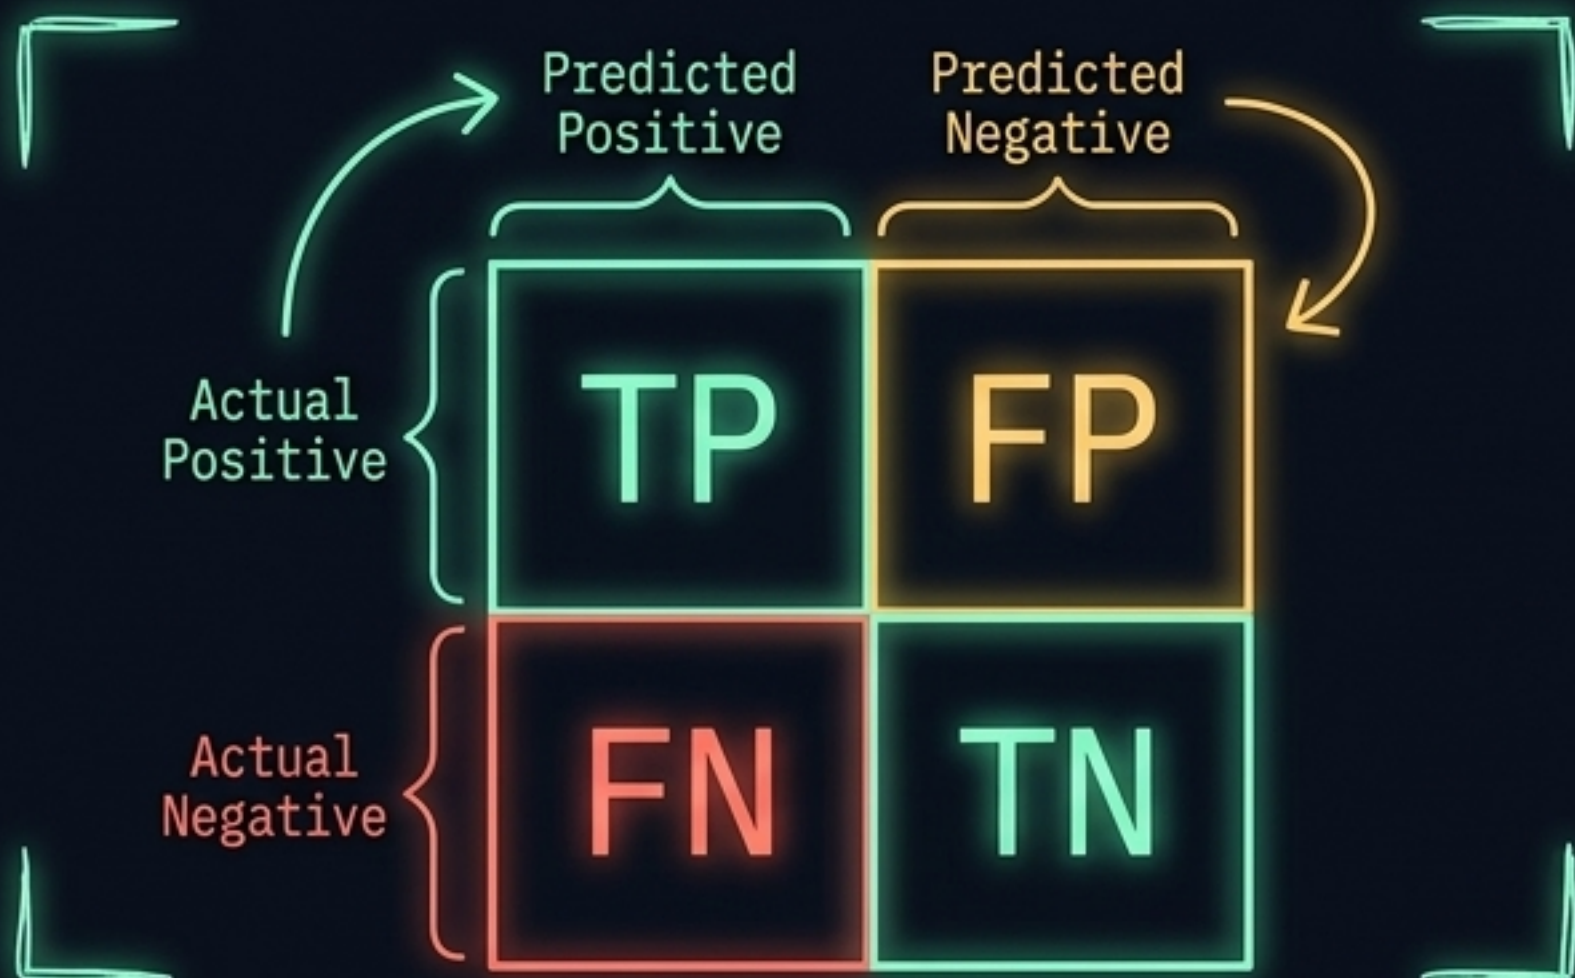 Predicted
Positive
Predicted
Negative
Actual
Positive
TP
FP
Actual
Negative
FN
TN